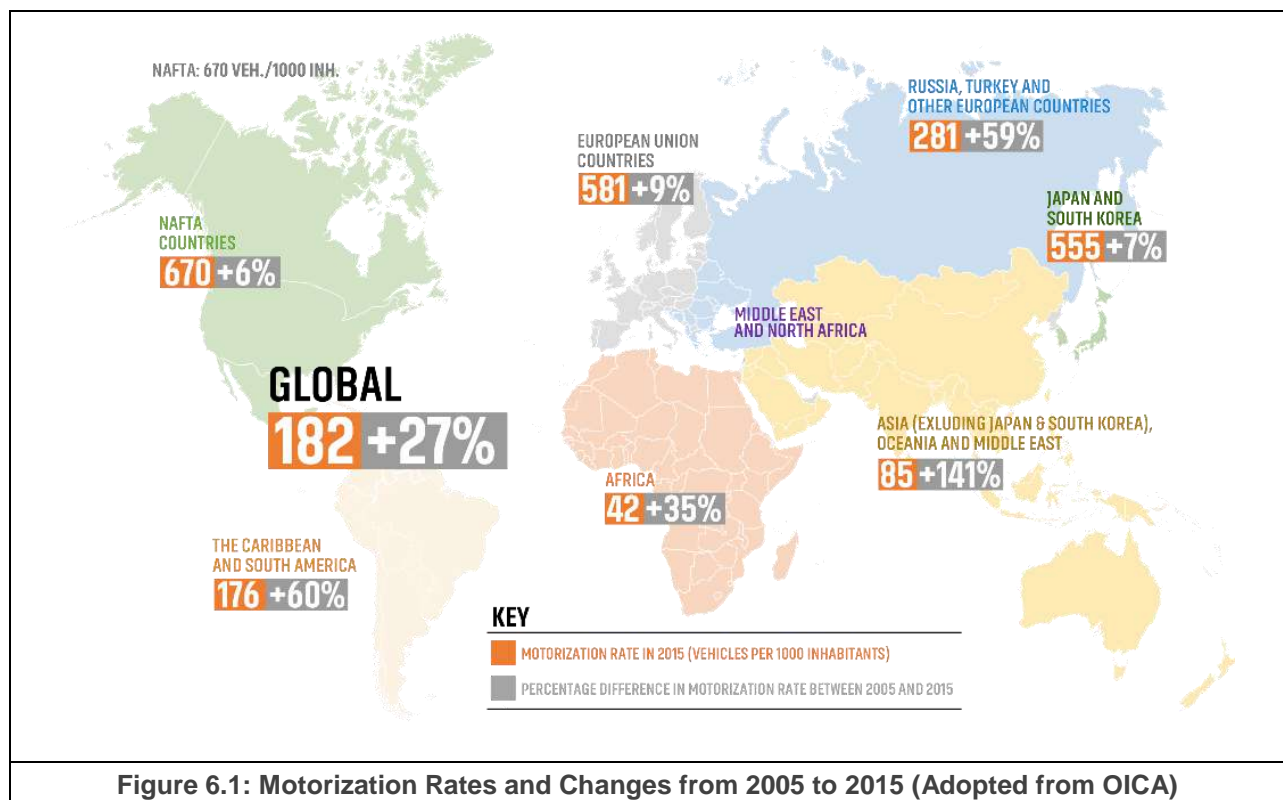 NAFTA: 670 VEH./1000 INH.
RUSSIA, TURKEY AND
OTHER EUROPEAN COUNTRIES
281 +59%
EUROPEAN UNION
COUNTRIES
581 +9%
JAPAN AND
SOUTH KOREA
555 +7%
NAFTA
COUNTRIES
670 +6%
MIDDLE EAST
AND NORTH AFRICA
GLOBAL
182 +27%
ASIA (EXLUDING JAPAN & SOUTH KOREA),
OCEANIA AND MIDDLE EAST
85 +141%
AFRICA
42 +35%
THE CARIBBEAN
AND SOUTH AMERICA
176 +60%
KEY
MOTORIZATION RATE IN 2015 (VEHICLES PER 1000 INHABITANTS)
PERCENTAGE DIFFERENCE IN MOTORIZATION RATE BETWEEN 2005 AND 2015
Figure 6.1: Motorization Rates and Changes from 2005 to 2015 (Adopted from OICA)